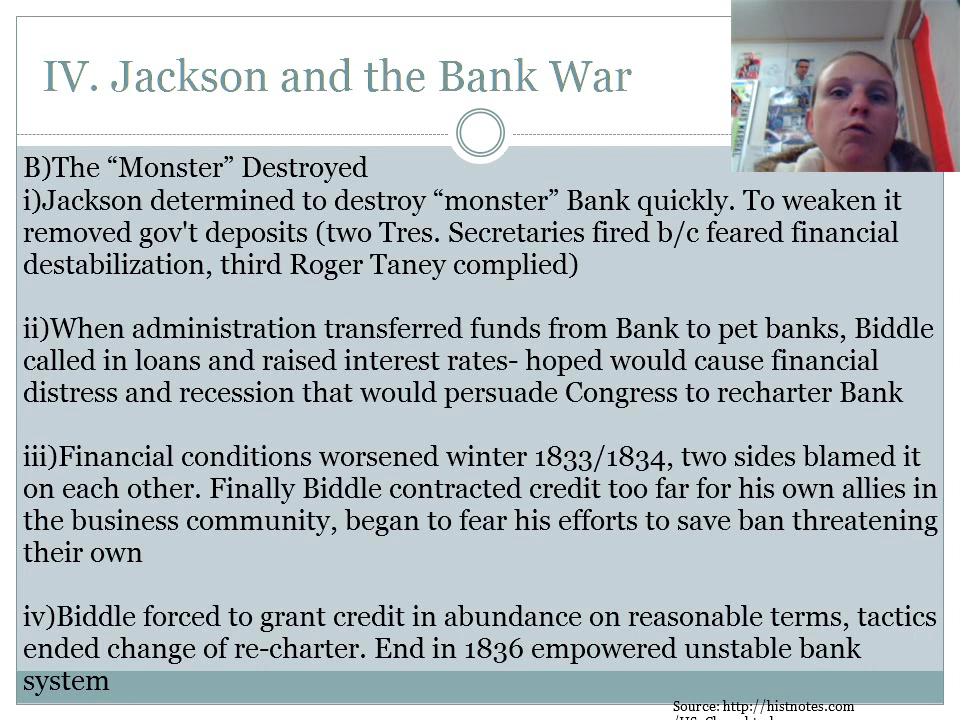 IV. Jackson and the Bank War
B)The “Monster” Destroyed
i)Jackson determined to destroy “monster” Bank quickly. To weaken it
removed gov't deposits (two Tres. Secretaries fired b/c feared financial
destabilization, third Roger Taney complied)
ii)When administration transferred funds from Bank to pet banks, Biddle
called in loans and raised interest rates- hoped would cause financial
distress and recession that would persuade Congress to recharter Bank
iii)Financial conditions worsened winter 1833/1834, two sides blamed it
on each other. Finally Biddle contracted credit too far for his own allies in
the business community, began to fear his efforts to save ban threatening
their own
iv)Biddle forced to grant credit in abundance on reasonable terms, tactics
ended change of re-charter. End in 1836 empowered unstable bank
system
Source: http://histnotes.com